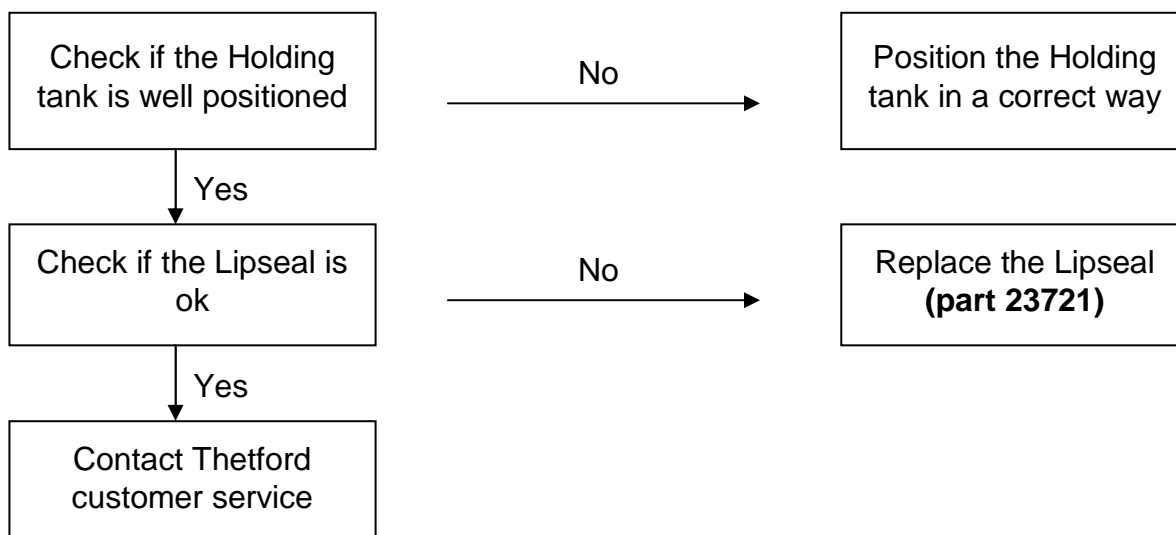 Check if the Holding
tank is well positioned
No
Position the Holding
tank in a correct way
Yes
Check if the Lipseal is
ok
No
Replace the Lipseal
(part 23721)
Yes
Contact Thetford
customer service